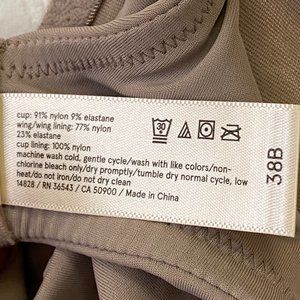 cup: 91% nylon 9% elastane
wing/wing lining: 77% nylon
23% elastane
cup lining: 100% nylon
machine wash cold, gentle cycle/wash with like colors/non-
chlorine bleach only/dry promptly/tumble dry normal cycle, low
heat/do not iron/do not dry clean
14828 / RN 36543 / CA 50900 / Made in China
30
38B